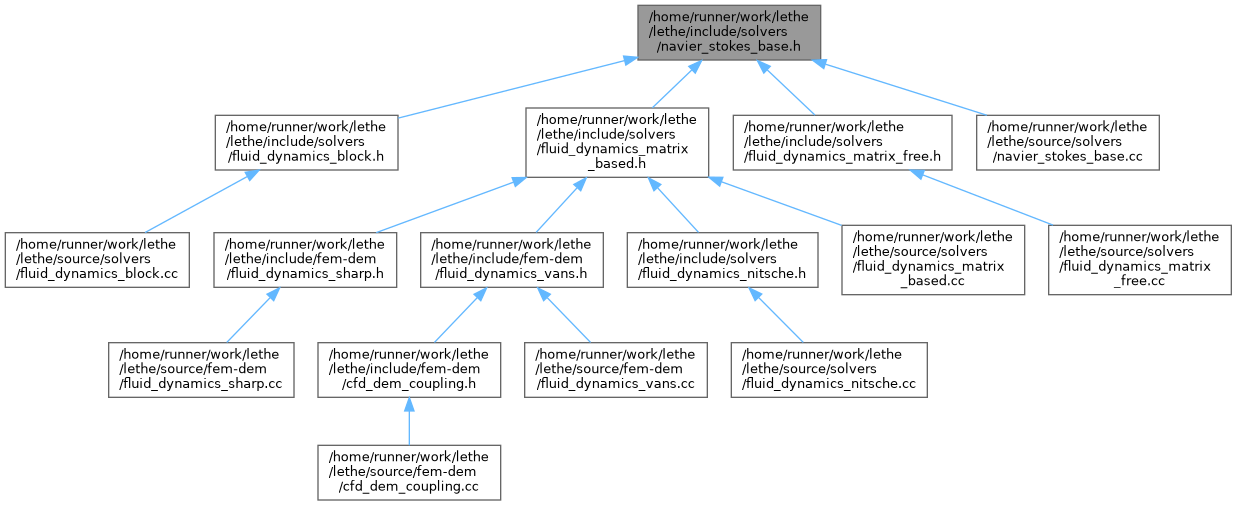 /home/runner/work/lethe
/lethe/include/solvers
/navier_stokes_base.h
/home/runner/work/lethe
/lethe/include/solvers
/fluid_dynamics_block.h
/home/runner/work/lethe
/lethe/include/solvers
/fluid_dynamics_matrix
_based.h
/home/runner/work/lethe
/lethe/include/solvers
/fluid_dynamics_matrix_free.h
/home/runner/work/lethe
/lethe/source/solvers
/navier_stokes_base.cc
/home/runner/work/lethe
/lethe/source/solvers
/fluid_dynamics_block.cc
/home/runner/work/lethe
/lethe/include/fem-dem
/fluid_dynamics_sharp.h
/home/runner/work/lethe
/lethe/include/fem-dem
/fluid_dynamics_vans.h
/home/runner/work/lethe
/lethe/include/solvers
/fluid_dynamics_nitsche.h
/home/runner/work/lethe
/lethe/source/solvers
/fluid_dynamics_matrix
_based.cc
/home/runner/work/lethe
/lethe/source/solvers
/fluid_dynamics_matrix
_free.cc
/home/runner/work/lethe
/lethe/source/fem-dem
/fluid_dynamics_sharp.cc
/home/runner/work/lethe
/lethe/include/fem-dem
/cfd_dem_coupling.h
/home/runner/work/lethe
/lethe/source/fem-dem
/fluid_dynamics_vans.cc
/home/runner/work/lethe
/lethe/source/solvers
/fluid_dynamics_nitsche.cc
/home/runner/work/lethe
/lethe/source/fem-dem
/cfd_dem_coupling.cc